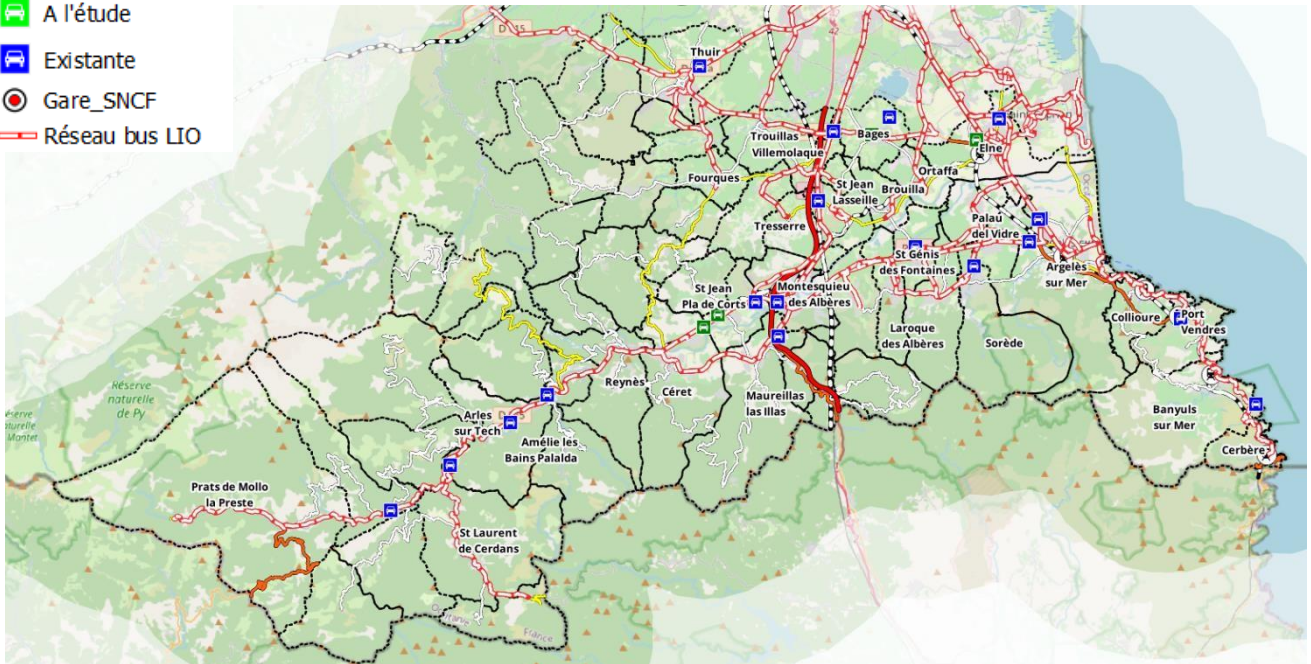 A l'étude
Existante
Gare_SNCF
Réseau bus LIO
Thuir
Trouillas
Bages
Villemolaque
Elne
Fourques
Ortaffa
St Jean
Lasseille
Brouilla
Tresserre
Palau
del Vidre
St Génis
des Fontaines
Argelès
sur Mer
St Jean
Pla de Corts
Montesquieu
des Albères
Collioure
Port
Vendres
Laroque
des Albères
Sorède
Réserve
naturelle
de Py
Reynès
Céret
Maureillas
las Illas
Banyuls
sur Mer
Arles
sur Tech
Amélie les
Bains Palalda
Cerbère
Prats de Mollo
la Preste
St Laurent
de Cerdans
Occitanie
France